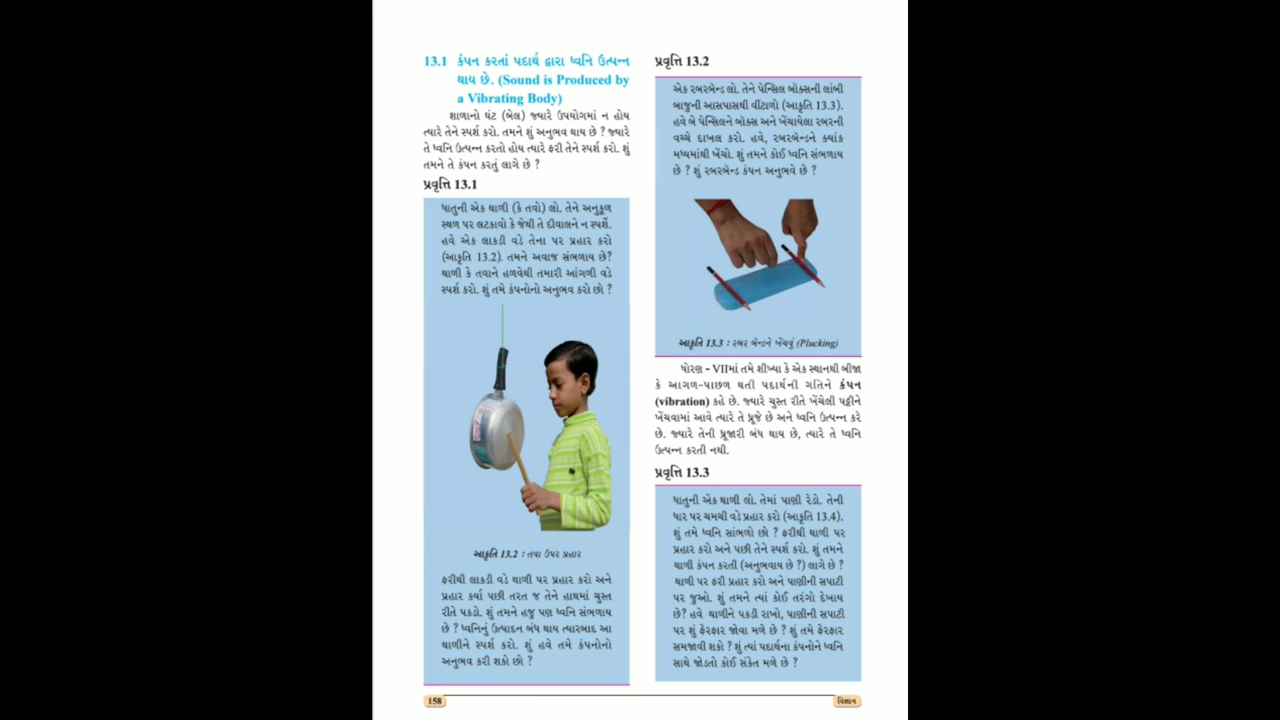 13.1 કંપન કરતાં પદાર્થ દ્વારા ધ્વનિ ઉત્પન્ન
થાય છે. (Sound is Produced by
a Vibrating Body)
શાળાનો ઘંટ (બેલ) જ્યારે ઉપયોગમાં ન હોય
ત્યારે તેને સ્પર્શ કરો. તમને શું અનુભવ થાય છે ? જ્યારે
તે ધ્વનિ ઉત્પન્ન કરતો હોય ત્યારે ફરી તેને સ્પર્શ કરો. શું
તમને તે કંપન કરતું લાગે છે ?
પ્રવૃત્તિ 13.1
ધાતુની એક થાળી (કે તવો) લો. તેને અનુકૂળ
સ્થળ પર લટકાવો કે જેથી તે દીવાલને ન સ્પર્શે.
હવે એક લાકડી વડે તેના પર પ્રહાર કરો
(આકૃતિ 13.2). તમને અવાજ સંભળાય છે?
થાળી કે તવાને હળવેથી તમારી આંગળી વડે
સ્પર્શ કરો. શું તમે કંપનોનો અનુભવ કરો છો ?
આકૃતિ 13.2 : તવા ઉપર પ્રહાર
ફરીથી લાકડી વડે થાળી પર પ્રહાર કરો અને
પ્રહાર કર્યા પછી તરત જ તેને હાથમાં ચુસ્ત
રીતે પકડો. શું તમને હજુ પણ ધ્વનિ સંભળાય
છે ? ધ્વનિનું ઉત્પાદન બંધ થાય ત્યારબાદ આ
થાળીને સ્પર્શ કરો. શું હવે તમે કંપનોનો
અનુભવ કરી શકો છો ?
પ્રવૃત્તિ 13.2
એક રબરબૅન્ડ લો. તેને પેન્સિલ બૉક્સની લાંબી
બાજુની આસપાસથી વીંટાળો (આકૃતિ 13.3).
હવે બે પેન્સિલને બોક્સ અને ખેંચાયેલા રબરની
વચ્ચે દાખલ કરો. હવે, રબરબૅન્ડને ક્યાંક
મધ્યમાંથી ખેંચો. શું તમને કોઈ ધ્વનિ સંભળાય
છે ? શું રબરબૅન્ડ કંપન અનુભવે છે ?
આકૃતિ 13.3 : રબર બૅન્ડને ખેંચવું (Plucking)
ધોરણ – VIIમાં તમે શીખ્યા કે એક સ્થાનથી બીજા
કે આગળ-પાછળ થતી પદાર્થની ગતિને કંપન
(vibration) કહે છે. જ્યારે ચુસ્ત રીતે ખેંચેલી પટ્ટીને
ખેંચવામાં આવે ત્યારે તે ધ્રૂજે છે અને ધ્વનિ ઉત્પન્ન કરે
છે. જ્યારે તેની ધ્રૂજારી બંધ થાય છે, ત્યારે તે ધ્વનિ
ઉત્પન્ન કરતી નથી.
પ્રવૃત્તિ 13.3
ધાતુની એક થાળી લો. તેમાં પાણી રેડો. તેની
ધાર પર ચમચી વડે પ્રહાર કરો (આકૃતિ 13.4).
શું તમે ધ્વનિ સાંભળો છો ? ફરીથી થાળી પર
પ્રહાર કરો અને પછી તેને સ્પર્શ કરો. શું તમને
થાળી કંપન કરતી (અનુભવાય છે ?) લાગે છે ?
થાળી પર ફરી પ્રહાર કરો અને પાણીની સપાટી
પર જુઓ. શું તમને ત્યાં કોઈ તરંગો દેખાય
છે? હવે થાળીને પકડી રાખો, પાણીની સપાટી
પર શું ફેરફાર જોવા મળે છે ? શું તમે ફેરફાર
સમજાવી શકો ? શું ત્યાં પદાર્થના કંપનોને ધ્વનિ
સાથે જોડતો કોઈ સંકેત મળે છે ?
158
વિજ્ઞાન